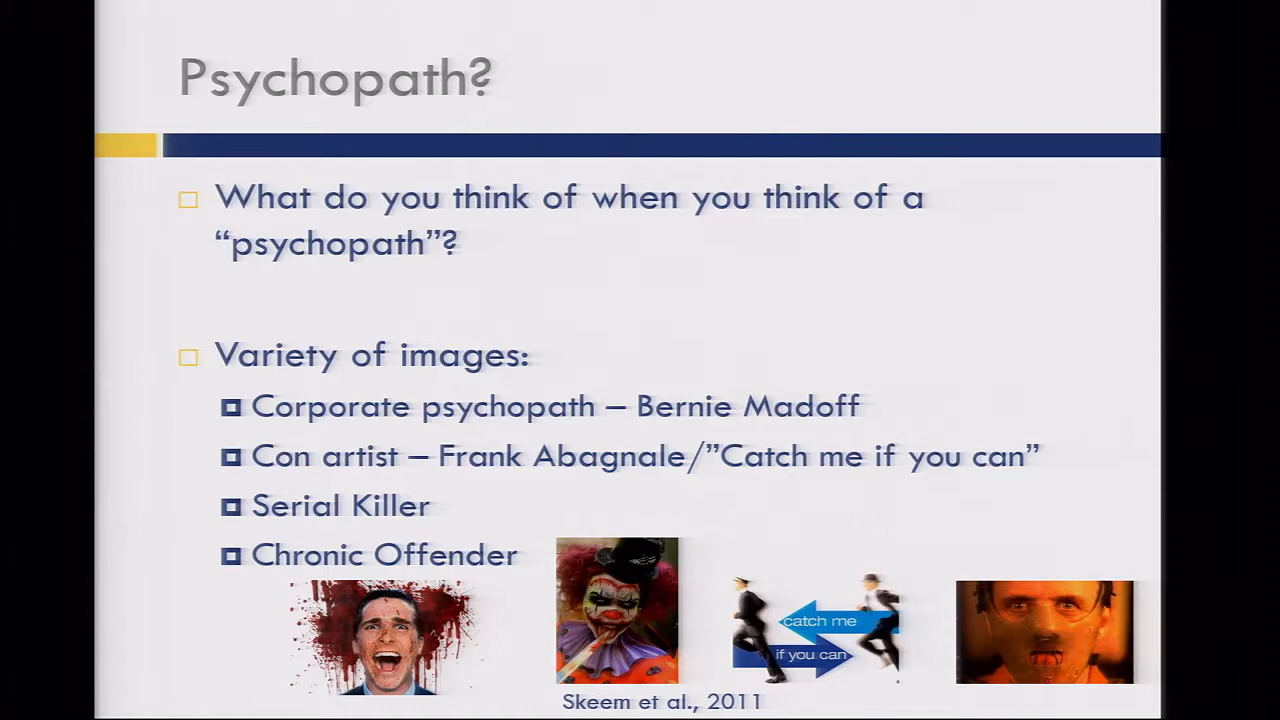 Psychopath?
What do you think of when you think of a
“psychopath”?
Variety of images:
Corporate psychopath – Bernie Madoff
Con artist – Frank Abagnale/”Catch me if you can”
Serial Killer
Chronic Offender
catch me
if you can
Skeem et al., 2011